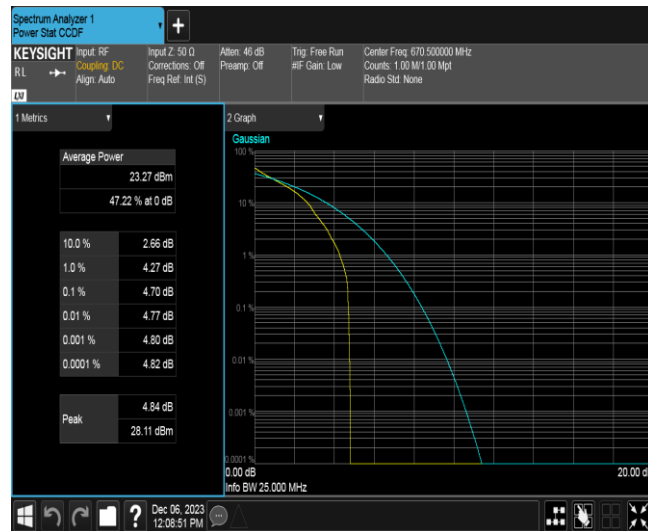 Spectrum Analyzer 1
Power Stat CCDF
+
KEYSIGHT
RL
LXI
Input: RF
Coupling: DC
Align: Auto
Input Z: 50 Ω
Corrections: Off
Freq Ref: Int (S)
Atten: 46 dB
Preamp: Off
Trig: Free Run
#IF Gain: Low
Center Freq: 670.500000 MHz
Counts: 1.00 M/1.00 Mpt
Radio Std: None
1 Metrics
Average Power
23.27 dBm
47.22 % at 0 dB
10.0 % 2.66 dB
1.0 % 4.27 dB
0.1 % 4.70 dB
0.01 % 4.77 dB
0.001 % 4.80 dB
0.0001 % 4.82 dB
Peak
4.84 dB
28.11 dBm
2 Graph
Gaussian
100 %
10 %
1 %
0.1 %
0.01 %
0.001 %
0.0001 %
0.00 dB
20.00 d
Info BW 25.000 MHz
?
Dec 06, 2023
12:08:51 PM